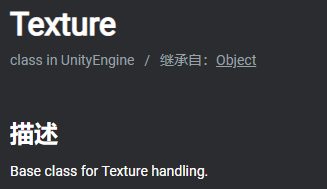 Texture
class in UnityEngine / 继承自：Object
描述
Base class for Texture handling.